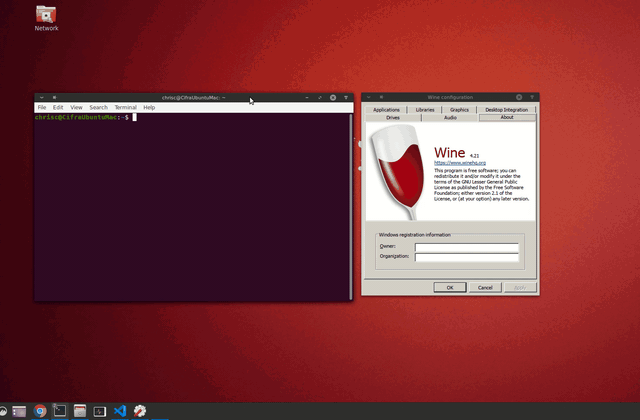 Network
chrisc@CifraUbuntuMac: ~
File Edit View Search Terminal Help
chrisc@CifraUbuntuMac:~$
Wine configuration
Applications Libraries Graphics Desktop Integration
Drives Audio About
Wine 4.21
https://www.winehq.org
This program is free software; you can
redistribute it and/or modify it under the
terms of the GNU Lesser General Public
License as published by the Free Software
Foundation; either version 2.1 of the
License, or (at your option) any later version.
Windows registration information
Owner:
Organization:
OK Cancel Apply